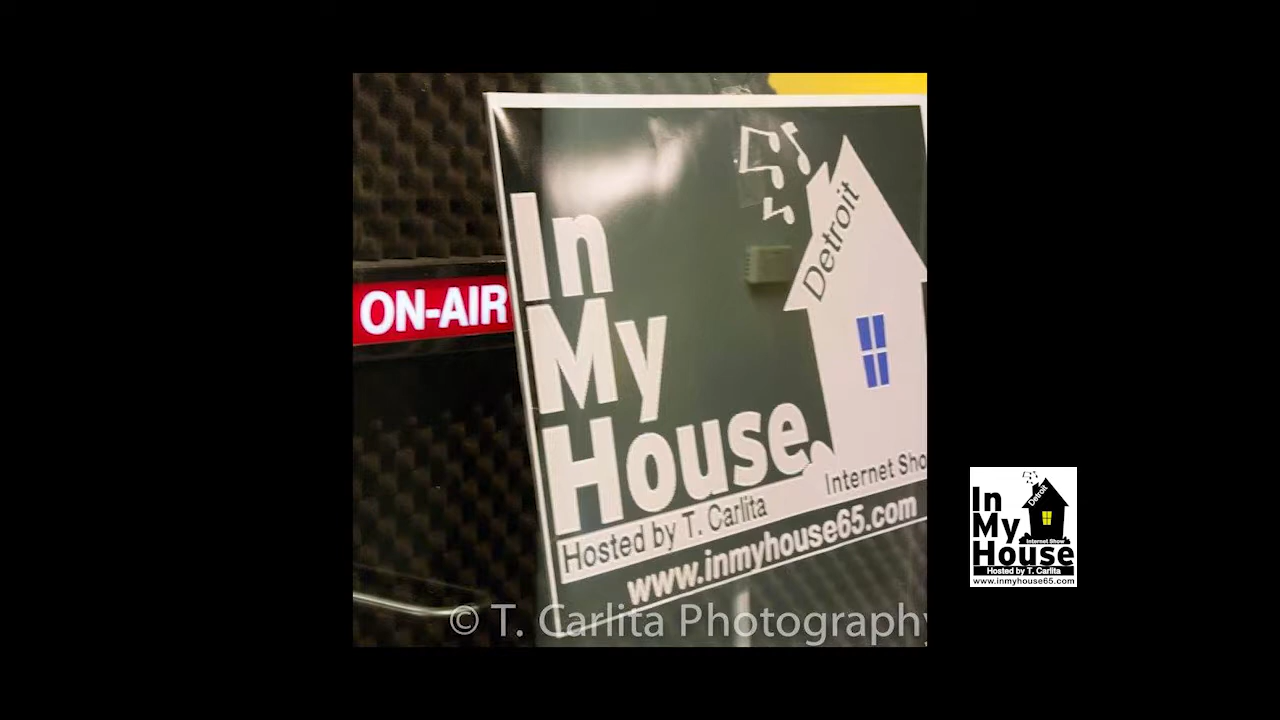 ON-AIR
In
My
House
Detroit
Internet Sho
Hosted by T. Carlita
www.inmyhouse65.com
© T. Carlita Photography
In
My
House
Detroit
Internet Show
Hosted by T. Carlita
www.inmyhouse65.com